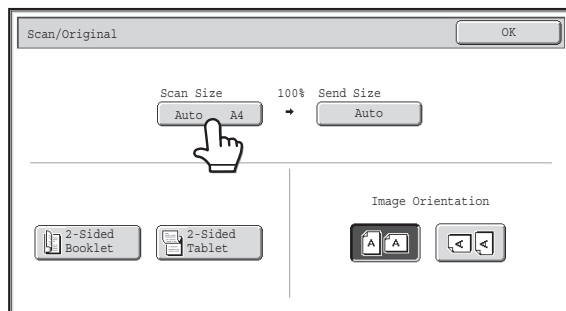 Scan/Original
OK
Scan Size
100%
Send Size
Auto A4
Auto
2-Sided
Booklet
2-Sided
Tablet
Image Orientation
A A
A A